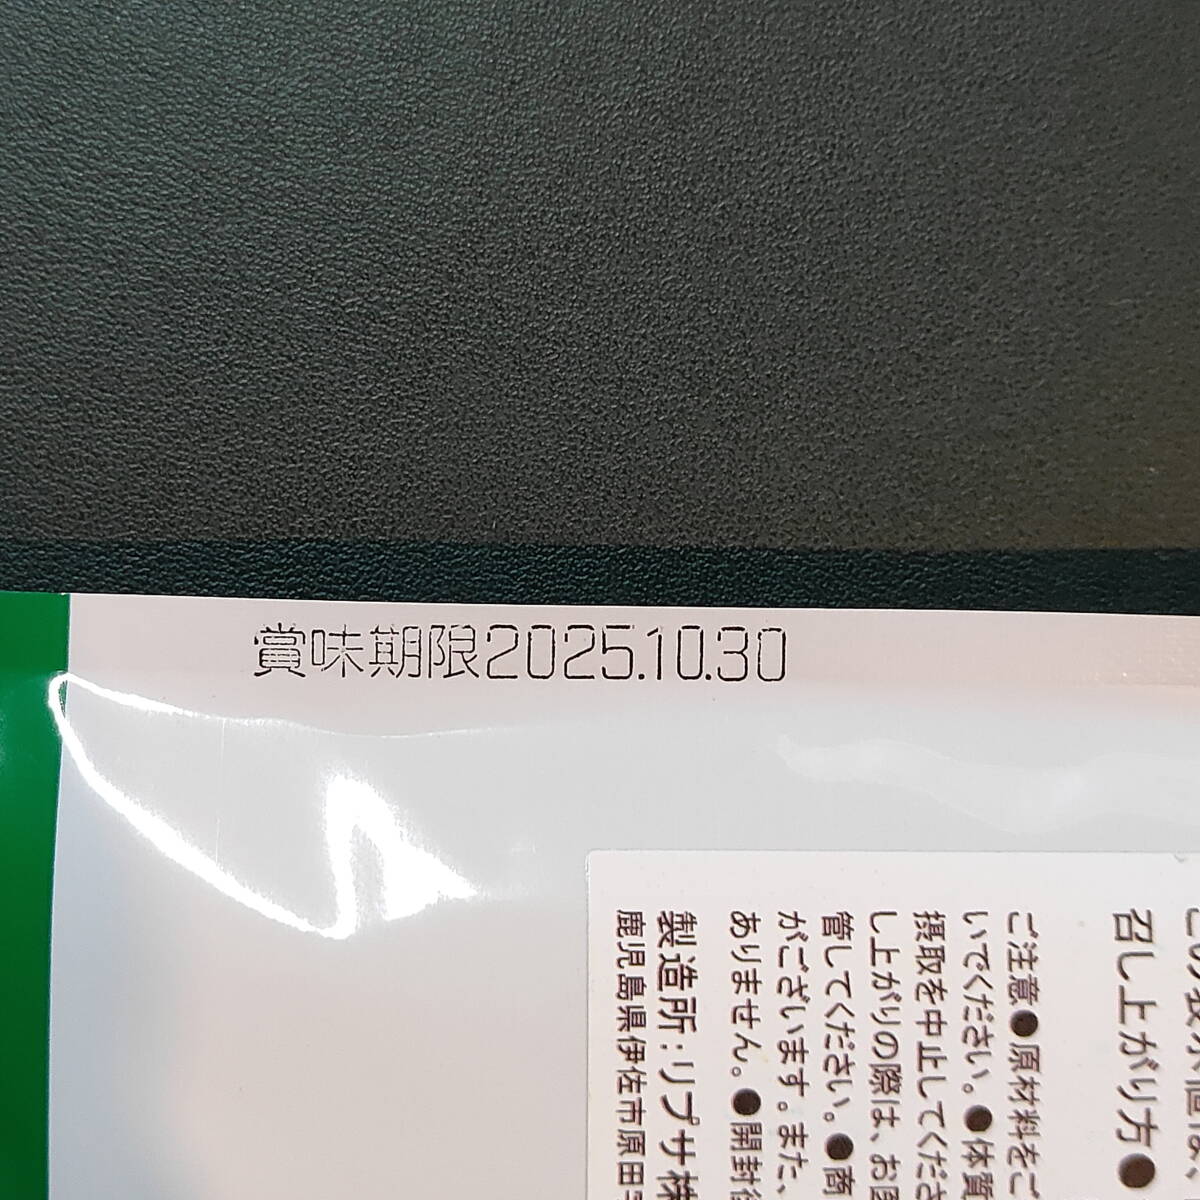 賞味期限2025.10.30
召し上がり方●
ご注意●原材料をご
いでください。●体質
摂取を中止してくださ
し上がりの際は、お医
管してください。●商
がございます。また、
ありません。●開封後
製造所:リプサ株
鹿児島県伊佐市原田字